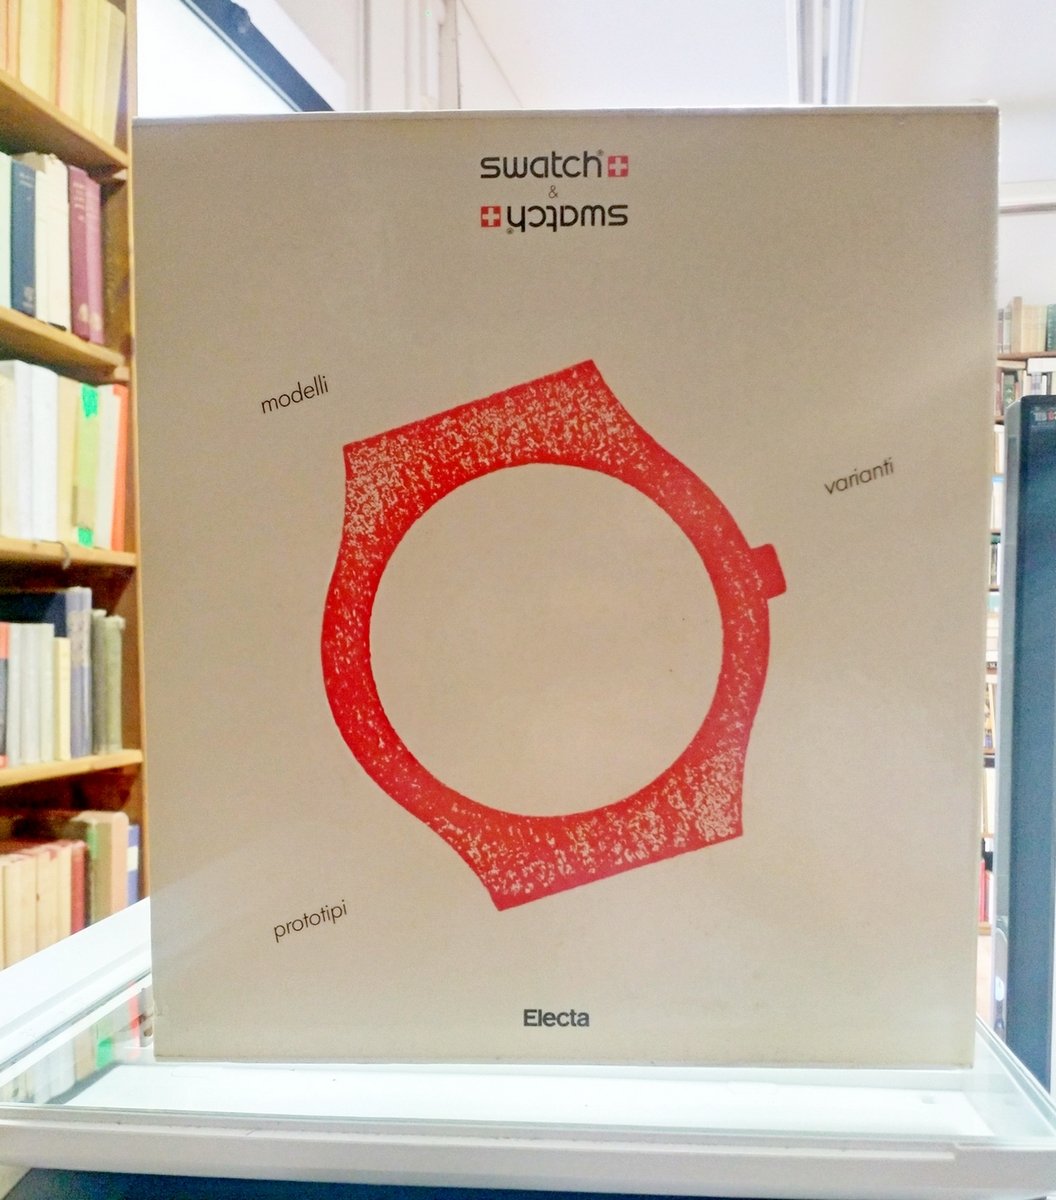 swatch®
&
swatch®
modelli
varianti
prototipi
Electa